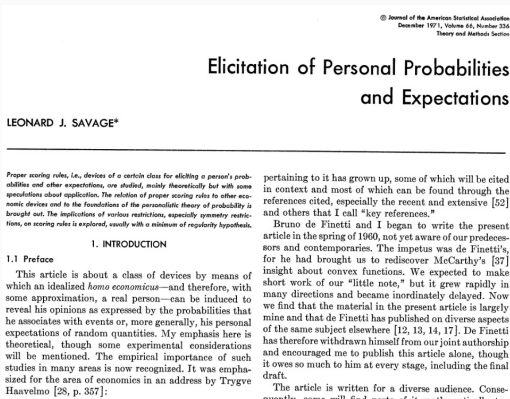 © Journal of the American Statistical Association
December 1971, Volume 66, Number 336
Theory and Methods Section
Elicitation of Personal Probabilities
and Expectations
LEONARD J. SAVAGE*
Proper scoring rules, i.e., devices of a certain class for eliciting a person's prob-
abilities and other expectations, are studied, mainly theoretically but with some
speculations about application. The relation of proper scoring rules to other eco-
nomic devices and to the foundations of the personalistic theory of probability is
brought out. The implications of various restrictions, especially symmetry restric-
tions, on scoring rules is explored, usually with a minimum of regularity hypothesis.
1. INTRODUCTION
1.1 Preface
This article is about a class of devices by means of
which an idealized homo economicus—and therefore, with
some approximation, a real person—can be induced to
reveal his opinions as expressed by the probabilities that
he associates with events or, more generally, his personal
expectations of random quantities. My emphasis here is
theoretical, though some experimental considerations
will be mentioned. The empirical importance of such
studies in many areas is now recognized. It was empha-
sized for the area of economics in an address by Trygve
Haavelmo [28, p. 357]:
pertaining to it has grown up, some of which will be cited
in context and most of which can be found through the
references cited, especially the recent and extensive [52]
and others that I call "key references."
Bruno de Finetti and I began to write the present
article in the spring of 1960, not yet aware of our predeces-
sors and contemporaries. The impetus was de Finetti's,
for he had brought us to rediscover McCarthy's [37]
insight about convex functions. We expected to make
short work of our "little note," but it grew rapidly in
many directions and became inordinately delayed. Now
we find that the material in the present article is largely
mine and that de Finetti has published on diverse aspects
of the same subject elsewhere [12, 13, 14, 17]. De Finetti
has therefore withdrawn himself from our joint authorship
and encouraged me to publish this article alone, though
it owes so much to him at every stage, including the final
draft.
The article is written for a diverse audience. Conse-